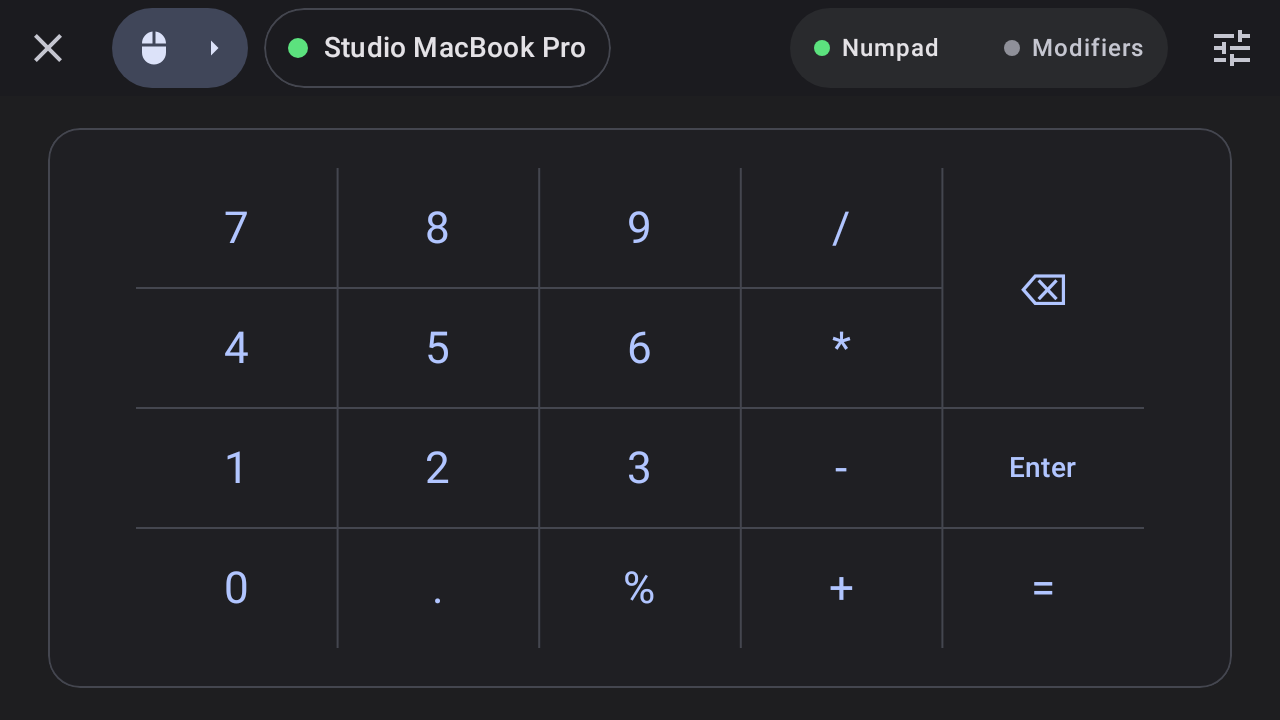 Studio MacBook Pro
Numpad
Modifiers
7 8 9 /
4 5 6 *
1 2 3 - Enter
0 . % + =